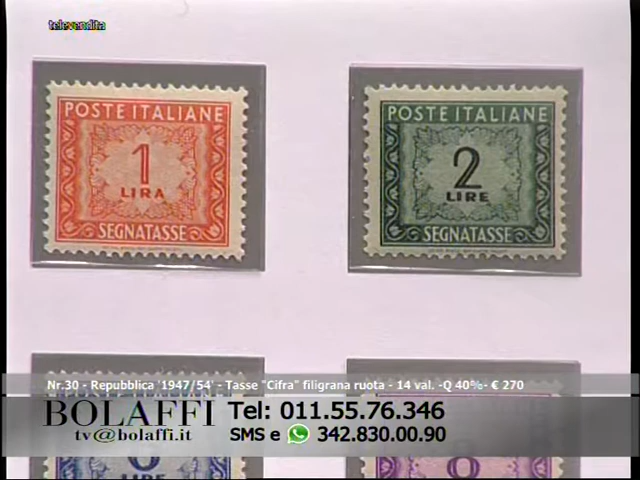 televendita
POSTE ITALIANE
1
LIRA
SEGNATASSE
POSTE ITALIANE
2
LIRE
SEGNATASSE
Nr.30 - Repubblica '1947/54' - Tasse "Cifra" filigrana ruota - 14 val. -Q 40%- € 270
BOLAFFI
tv@bolaffi.it
Tel: 011.55.76.346
SMS e 342.830.00.90
LIRE